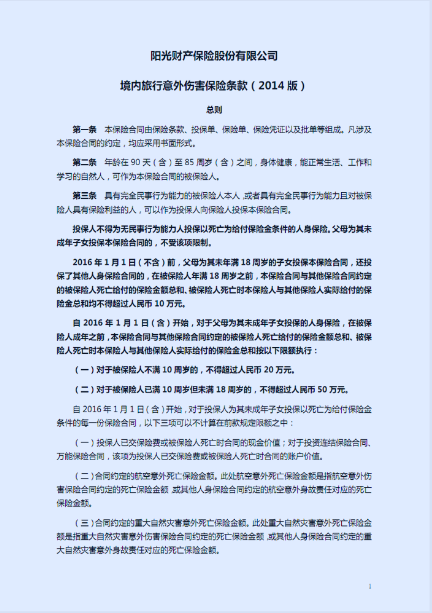 阳光财产保险股份有限公司
境内旅行意外伤害保险条款（2014 版）
总则
第一条 本保险合同由保险条款、投保单、保险单、保险凭证以及批单等组成。凡涉及
本保险合同的约定，均应采用书面形式。
第二条 年龄在 90 天（含）至 85 周岁（含）之间，身体健康，能正常生活、工作和
学习的自然人，可作为本保险合同的被保险人。
第三条 具有完全民事行为能力的被保险人本人，或者具有完全民事行为能力且对被保
险人具有保险利益的人，可以作为投保人向保险人投保本保险合同。
投保人不得为无民事行为能力人投保以死亡为给付保险金条件的人身保险。父母为其未
成年子女投保本保险合同的，不受该项限制。
2016 年 1 月 1 日（不含）前，父母为其未年满 18 周岁的子女投保本保险合同，还投
保了其他人身保险合同的，在被保险人年满 18 周岁之前，本保险合同与其他保险合同约定
的被保险人死亡给付的保险金额总和、被保险人死亡时本保险人与其他保险人实际给付的保
险金总和均不得超过人民币 10 万元。
自 2016 年 1 月 1 日（含）开始，对于父母为其未成年子女投保的人身保险，在被保
险人成年之前，本保险合同与其他保险合同约定的被保险人死亡给付的保险金额总和、被保
险人死亡时本保险人与其他保险人实际给付的保险金总和按以下限额执行：
（一）对于被保险人不满 10 周岁的，不得超过人民币 20 万元。
（二）对于被保险人已满 10 周岁但未满 18 周岁的，不得超过人民币 50 万元。
自 2016 年 1 月 1 日（含）开始，对于投保人为其未成年子女投保以死亡为给付保险金
条件的每一份保险合同，以下三项可以不计算在前款规定限额之中：
（一）投保人已交保险费或被保险人死亡时合同的现金价值；对于投资连结保险合同、
万能保险合同，该项为投保人已交保险费或被保险人死亡时合同的账户价值。
（二）合同约定的航空意外死亡保险金额。此处航空意外死亡保险金额是指航空意外伤
害保险合同约定的死亡保险金额，或其他人身保险合同约定的航空意外身故责任对应的死亡
保险金额。
（三）合同约定的重大自然灾害意外死亡保险金额。此处重大自然灾害意外死亡保险金
额是指重大自然灾害意外伤害保险合同约定的死亡保险金额，或其他人身保险合同约定的重
大自然灾害意外身故责任对应的死亡保险金额。
1